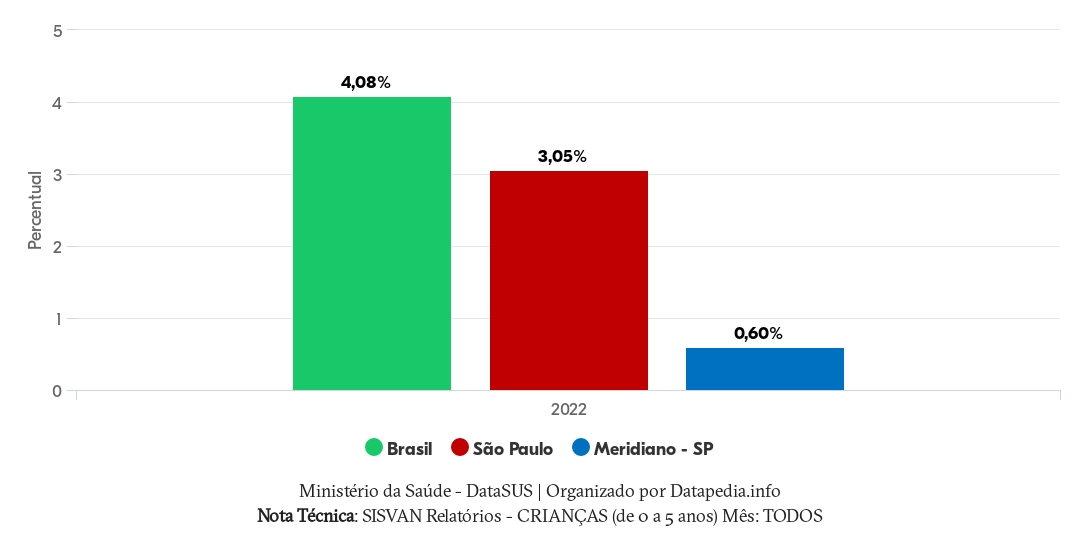 5
4,08%
4
3,05%
3
Percentual
2
1
0,60%
0
2022
Brasil São Paulo Meridiano - SP
Ministério da Saúde - DataSUS | Organizado por Datapedia.info
Nota Técnica: SISVAN Relatórios - CRIANÇAS (de 0 a 5 anos) Mês: TODOS